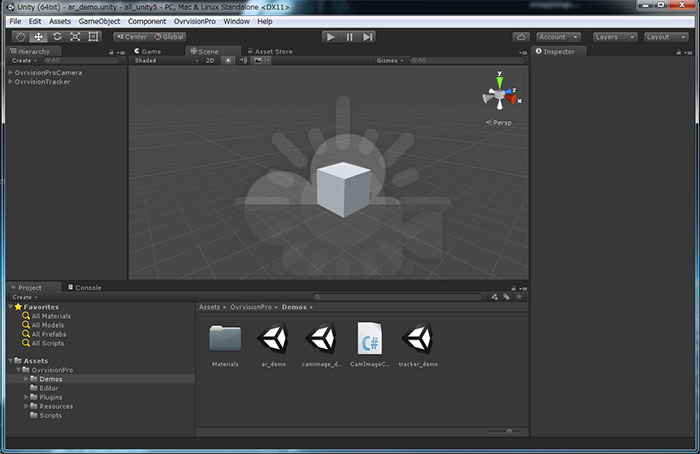 Unity (64bit) - ar_demo.unity - all_unity5 - PC, Mac & Linux Standalone <DX11>
File Edit Assets GameObject Component OvrvisionPro Window Help
Center Global Account Layers Layout
Hierarchy Game Scene Asset Store Inspector
Create All Shaded 2D Gizmos All
OvrvisionProCamera
OvrvisionTracker
y
z
x
Persp
Project Console
Create
Favorites
All Materials
All Models
All Prefabs
All Scripts
Assets
OvrvisionPro
Demos
Editor
Plugins
Resources
Scripts
Assets OvrvisionPro Demos
Materials ar_demo camimage_d... CamImageC... tracker_demo
C#